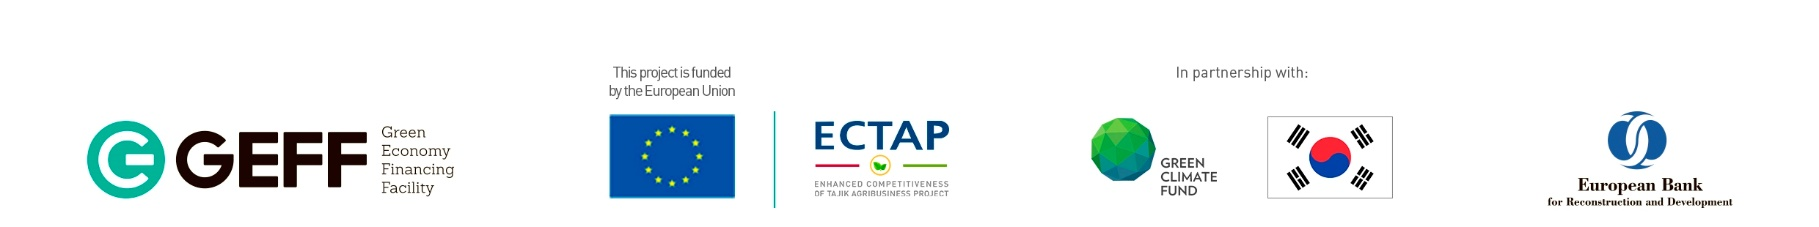 GEFF
Green
Economy
Financing
Facility
This project is funded
by the European Union
ECTAP
ENHANCED COMPETITIVENESS
OF TAJIK AGRIBUSINESS PROJECT
In partnership with:
GREEN
CLIMATE
FUND
European Bank
for Reconstruction and Development